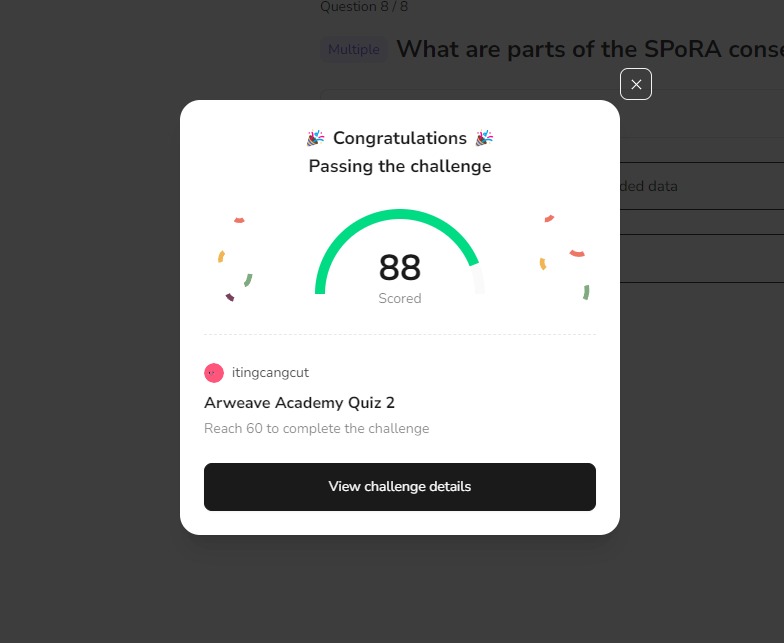 Question 8 / 8
Multiple
What are parts of the SPoRA
Congratulations
Passing the challenge
88
Scored
ded data
itingcangcut
Arweave Academy Quiz 2
Reach 60 to complete the challenge
View challenge details